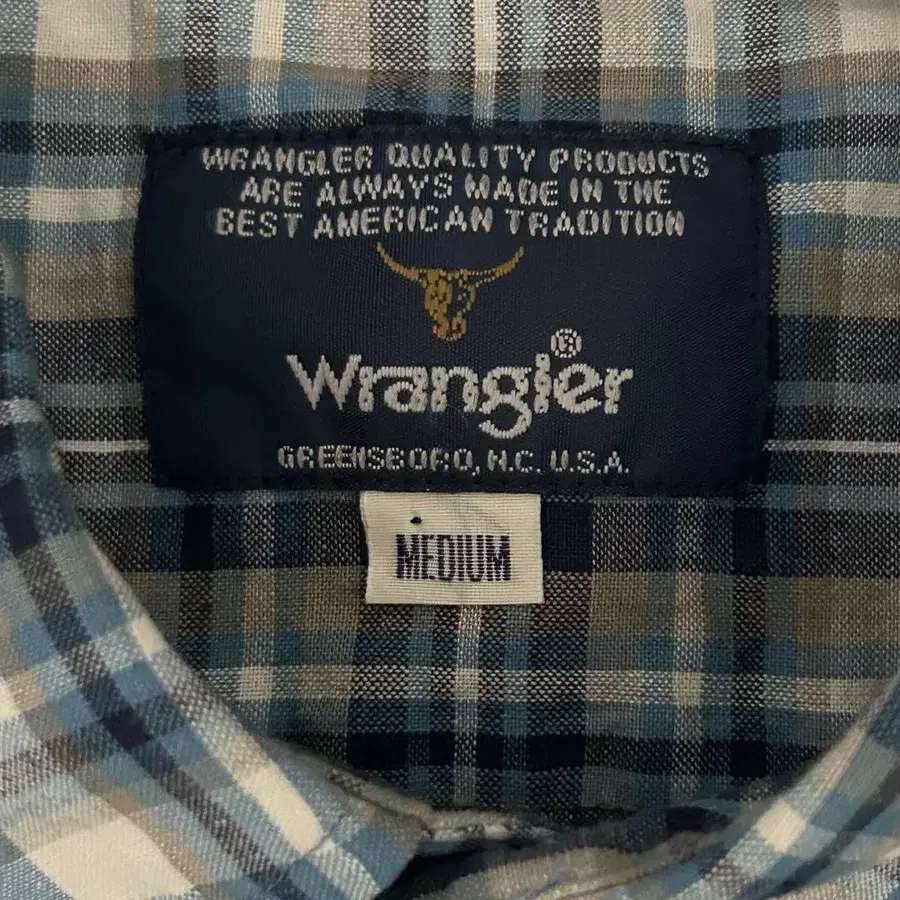 WRANGLER QUALITY PRODUCTS
ARE ALWAYS MADE IN THE
BEST AMERICAN TRADITION
Wrangler®
GREENSBORO, N.C. U.S.A.
MEDIUM